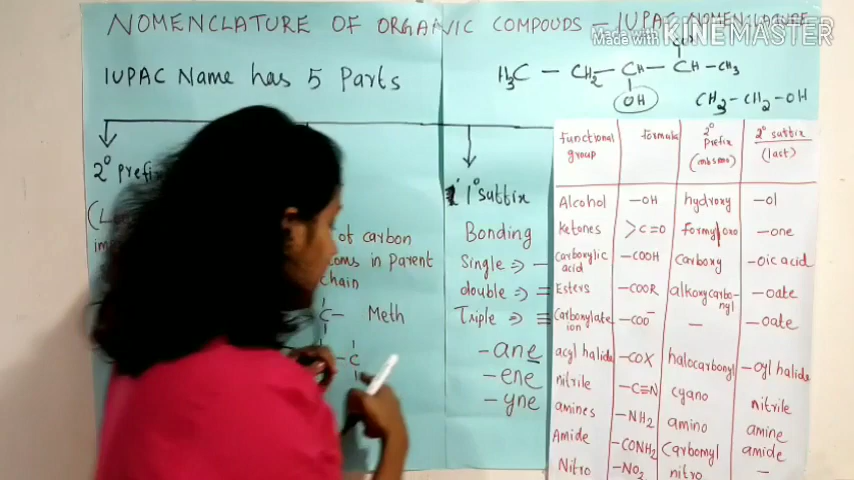 NOMENCLATURE OF ORGANIC COMPOUDS - IUPAC NOMENCLATURE
Made with KINEMASTER
IUPAC Name has 5 Parts
H3C - CH2 - CH - CH - CH3
OH
CH3 - CH2 - OH
2° prefix
1° suffix
of carbon
in Parent
chain
C- Meth
-C
Bonding
Single ⇒ -
double ⇒ =
Triple ⇒ ≡
-ane
-ene
-yne
Functional group | formula | 2° prefix | 2° suffix (last)
Alcohol | -OH | hydroxy | -ol
Ketones | >C=O | | -one
Carboxylic acid | -COOH | Carboxy | -oic acid
Esters | -COOR | alkoxycarbonyl | -oate
Carboxylate ion | -COO⁻ | - | -oate
acyl halide | -COX | halocarbonyl | -oyl halide
nitrile | -C≡N | cyano | nitrile
amines | -NH2 | amino | amine
Amide | -CONH2 | Carbomyl | amide
Nitro | -NO2 | nitro | -